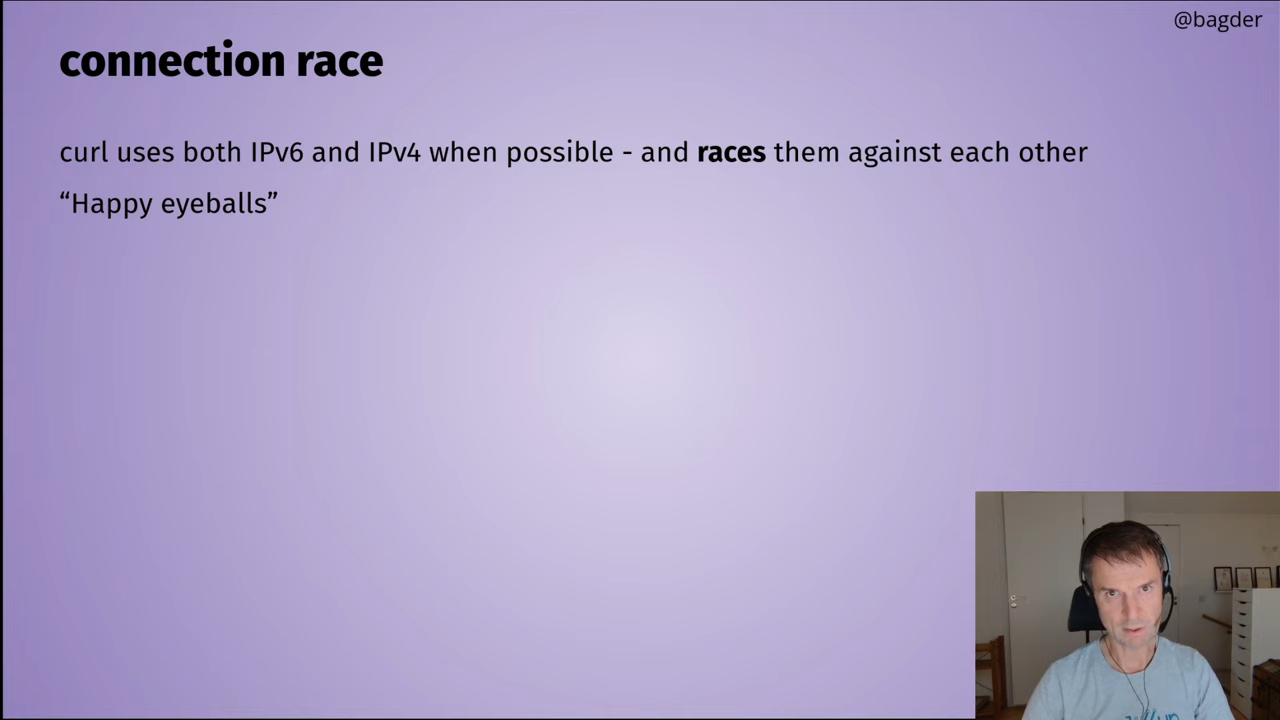 @bagder
connection race
curl uses both IPv6 and IPv4 when possible - and races them against each other
“Happy eyeballs”